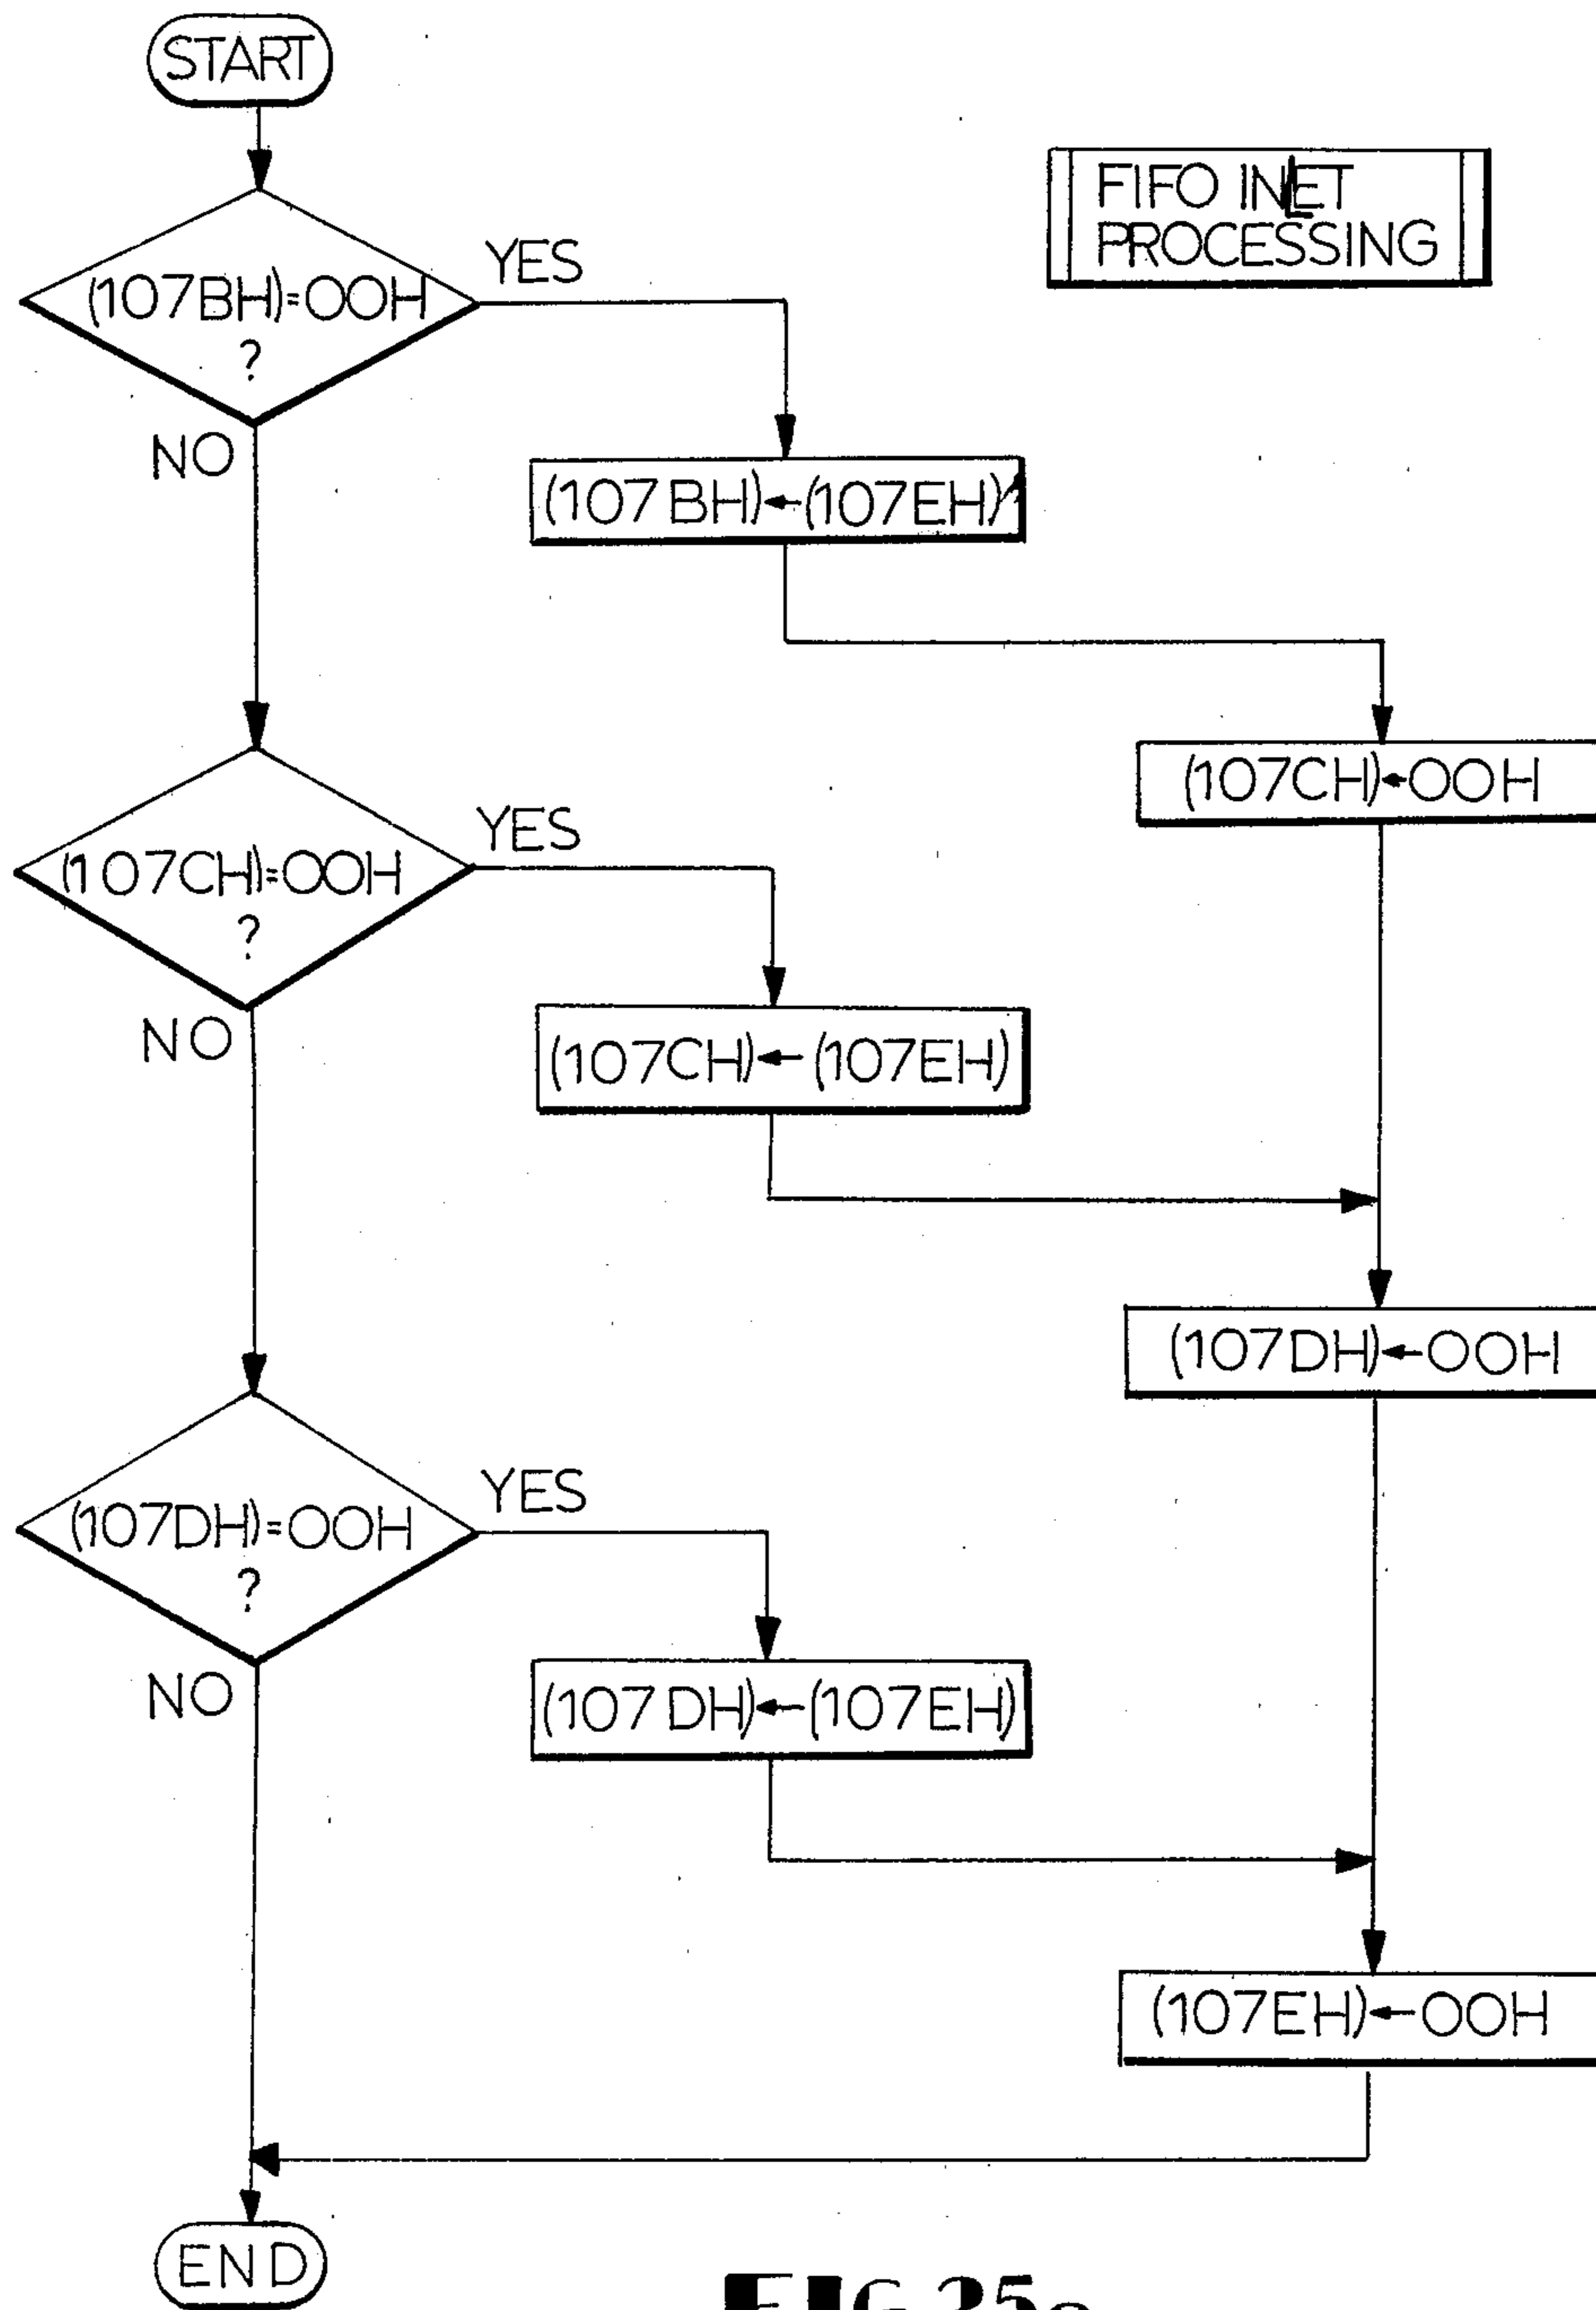 START
FIFO INLET
PROCESSING
(107BH)=OOH
?
YES
NO
(107BH)←(107EH)
(107CH)←OOH
(107CH)=OOH
?
YES
NO
(107CH)←(107EH)
(107DH)←OOH
(107DH)=OOH
?
YES
NO
(107DH)←(107EH)
(107EH)←OOH
END